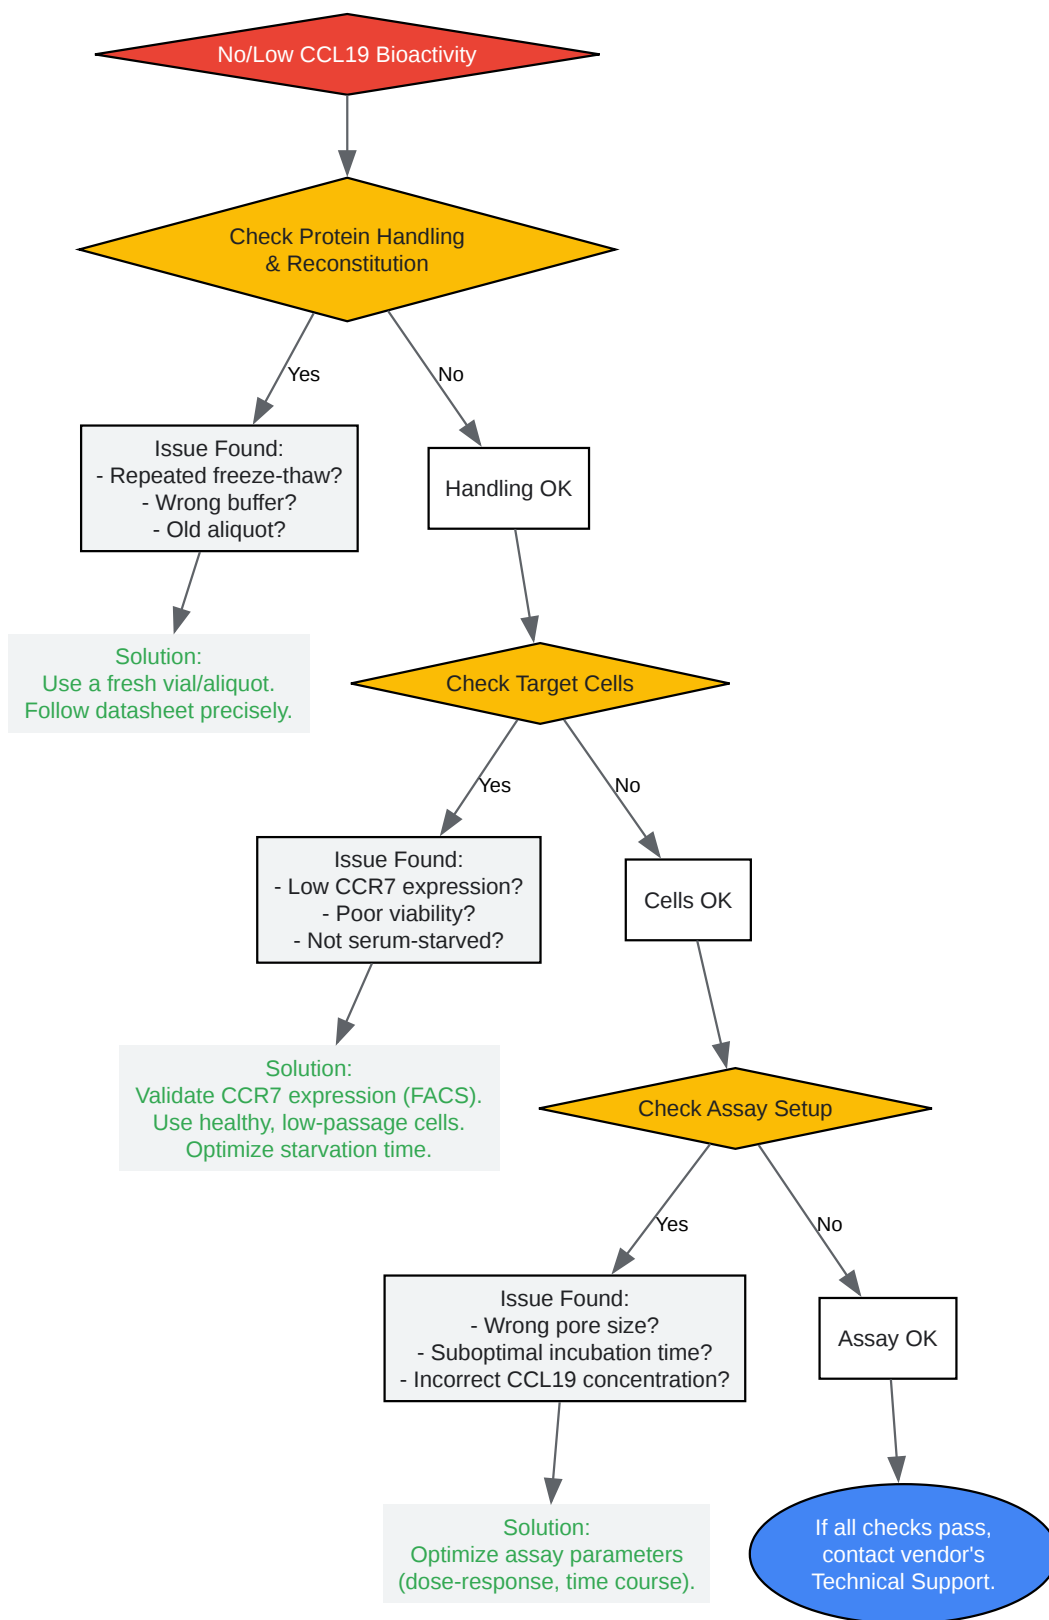 No/Low CCL19 Bioactivity
Check Protein Handling
& Reconstitution
Yes
No
Issue Found:
- Repeated freeze-thaw?
- Wrong buffer?
- Old aliquot?
Handling OK
Solution:
Use a fresh vial/aliquot.
Follow datasheet precisely.
Check Target Cells
Yes
No
Issue Found:
- Low CCR7 expression?
- Poor viability?
- Not serum-starved?
Cells OK
Solution:
Validate CCR7 expression (FACS).
Use healthy, low-passage cells.
Optimize starvation time.
Check Assay Setup
Yes
No
Issue Found:
- Wrong pore size?
- Suboptimal incubation time?
- Incorrect CCL19 concentration?
Assay OK
Solution:
Optimize assay parameters
(dose-response, time course).
If all checks pass,
contact vendor's
Technical Support.